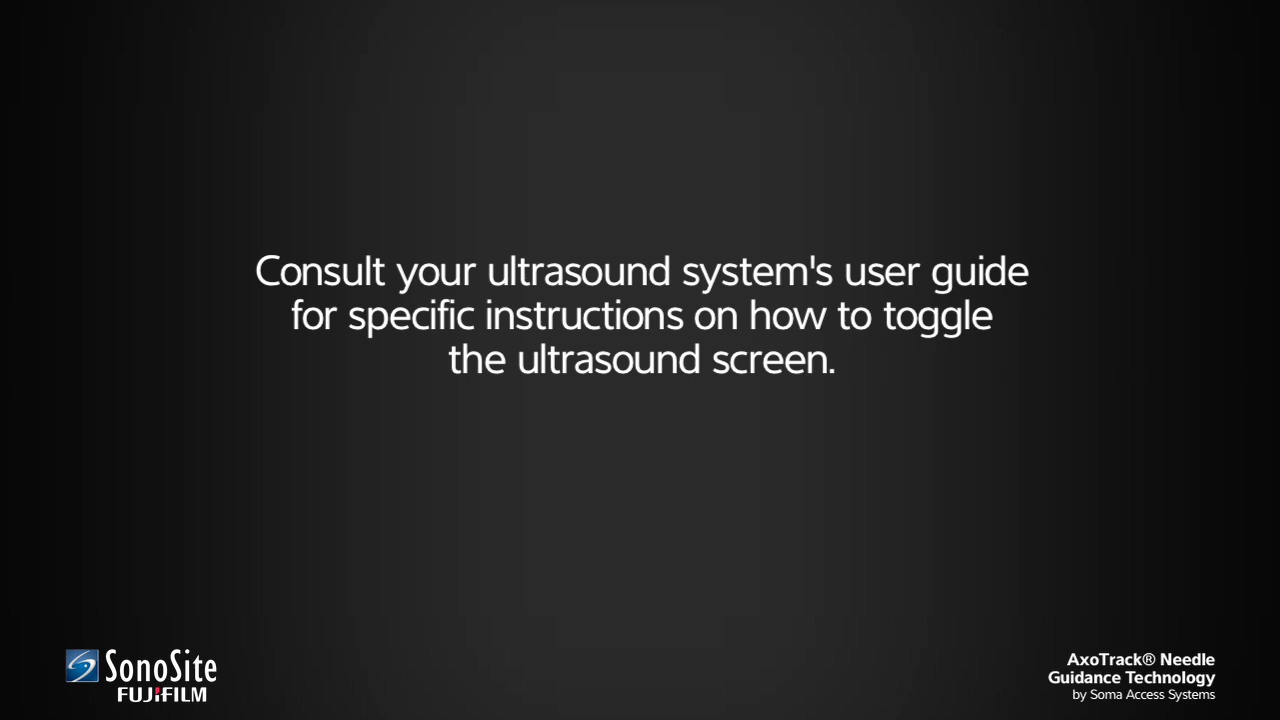 Consult your ultrasound system's user guide
for specific instructions on how to toggle
the ultrasound screen.
SonoSite
FUJIFILM
AxoTrack® Needle
Guidance Technology
by Soma Access Systems